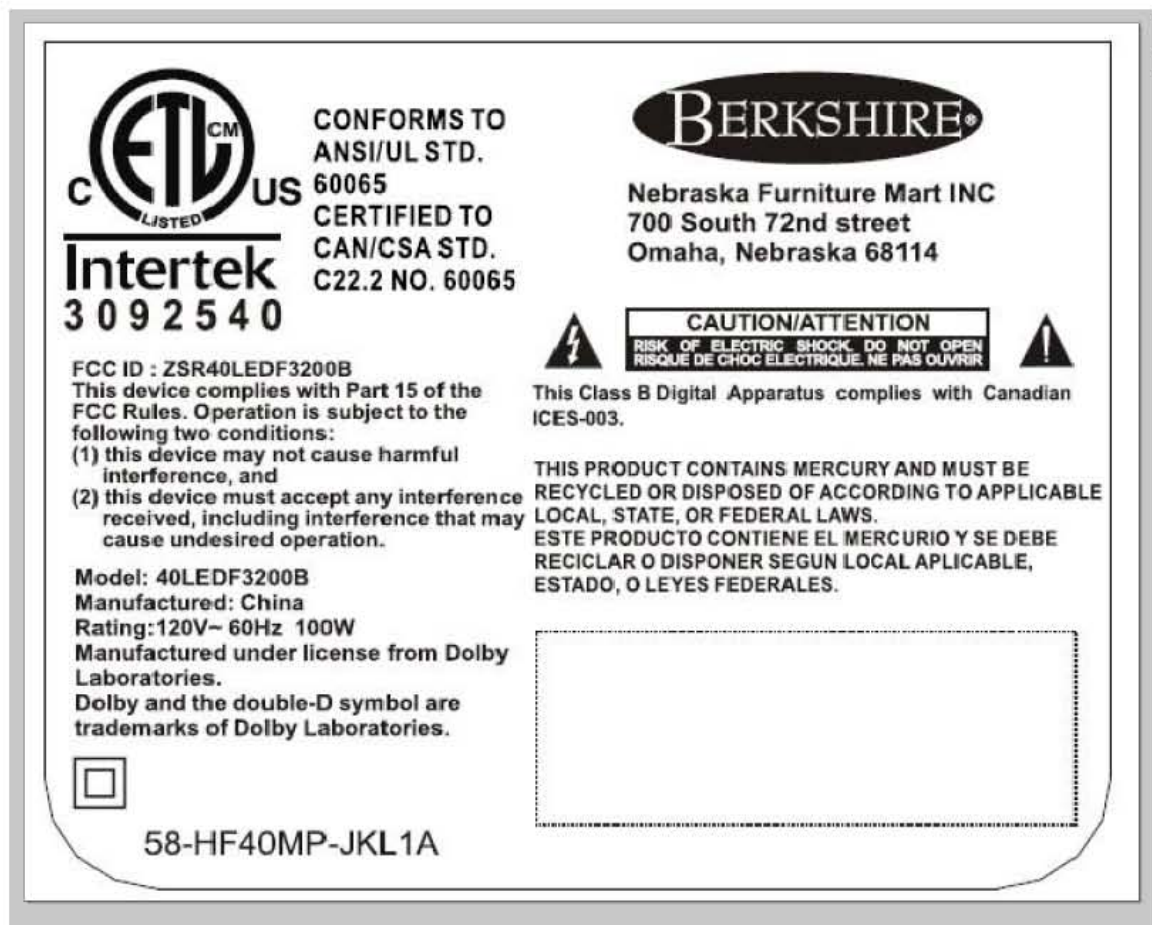 ETL CM
C US
LISTED
Intertek
3092540
CONFORMS TO
ANSI/UL STD.
60065
CERTIFIED TO
CAN/CSA STD.
C22.2 NO. 60065
FCC ID : ZSR40LEDF3200B
This device complies with Part 15 of the
FCC Rules. Operation is subject to the
following two conditions:
(1) this device may not cause harmful
interference, and
(2) this device must accept any interference
received, including interference that may
cause undesired operation.
Model: 40LEDF3200B
Manufactured: China
Rating:120V~ 60Hz 100W
Manufactured under license from Dolby
Laboratories.
Dolby and the double-D symbol are
trademarks of Dolby Laboratories.
58-HF40MP-JKL1A
BERKSHIRE®
Nebraska Furniture Mart INC
700 South 72nd street
Omaha, Nebraska 68114
CAUTION/ATTENTION
RISK OF ELECTRIC SHOCK. DO NOT OPEN
RISQUE DE CHOC ELECTRIQUE. NE PAS OUVRIR
This Class B Digital Apparatus complies with Canadian
ICES-003.
THIS PRODUCT CONTAINS MERCURY AND MUST BE
RECYCLED OR DISPOSED OF ACCORDING TO APPLICABLE
LOCAL, STATE, OR FEDERAL LAWS.
ESTE PRODUCTO CONTIENE EL MERCURIO Y SE DEBE
RECICLAR O DISPONER SEGUN LOCAL APLICABLE,
ESTADO, O LEYES FEDERALES.